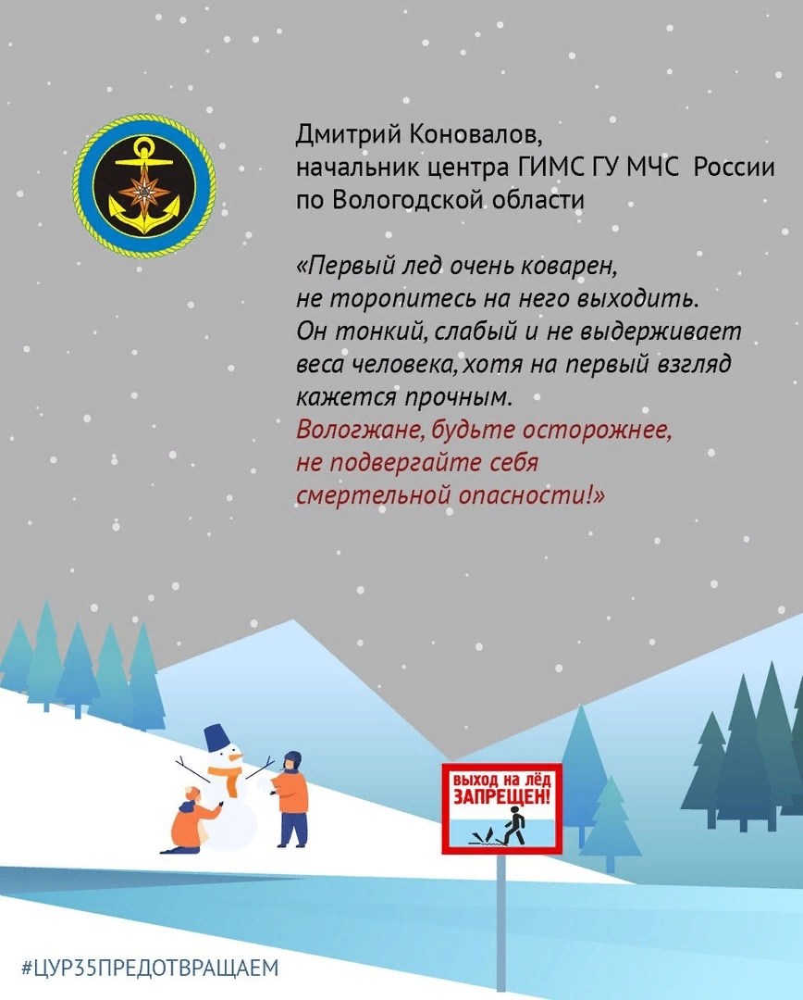 Дмитрий Коновалов,
начальник центра ГИМС ГУ МЧС России
по Вологодской области
«Первый лед очень коварен,
не торопитесь на него выходить.
Он тонкий, слабый и не выдерживает
веса человека, хотя на первый взгляд
кажется прочным.
Вологжане, будьте осторожнее,
не подвергайте себя
смертельной опасности!»
ВЫХОД НА ЛЁД
ЗАПРЕЩЕН!
#ЦУР35ПРЕДОТВРАЩАЕМ